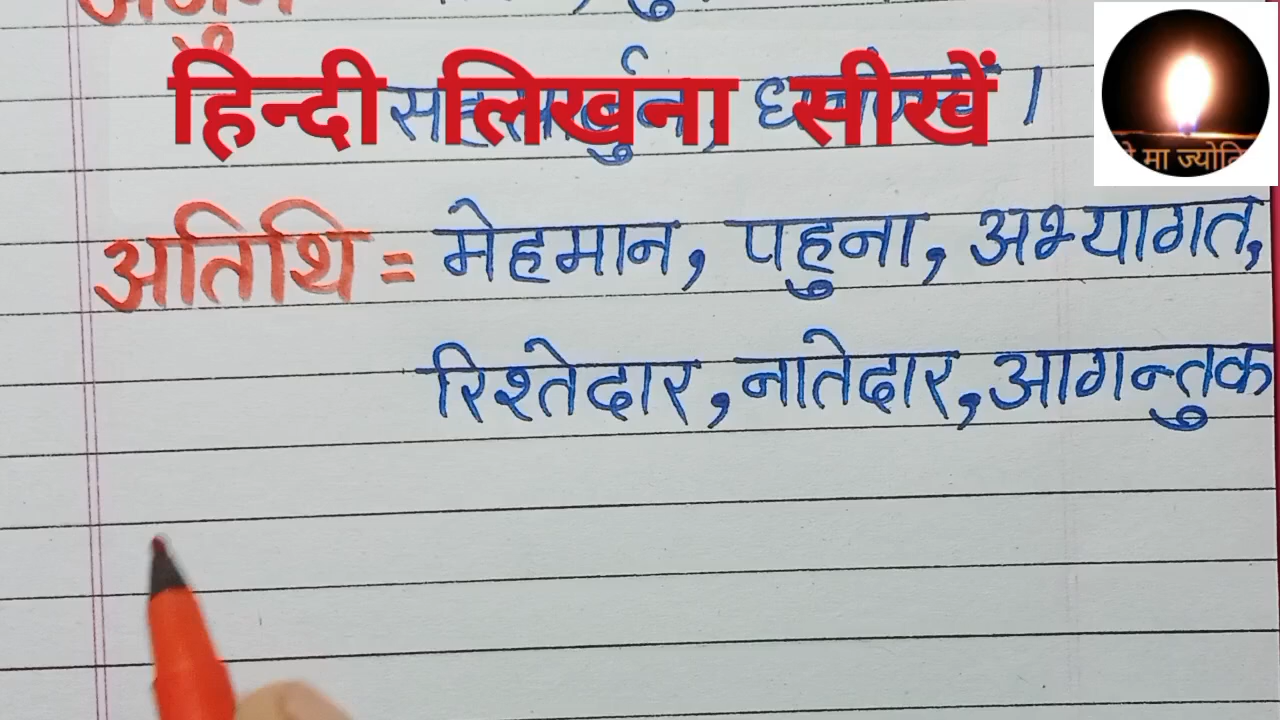 हिन्दी लिखना सीखें
मा ज्योति
अतिथि = मेहमान, पहुना, अभ्यागत,
रिश्तेदार, नातेदार, आगन्तुक